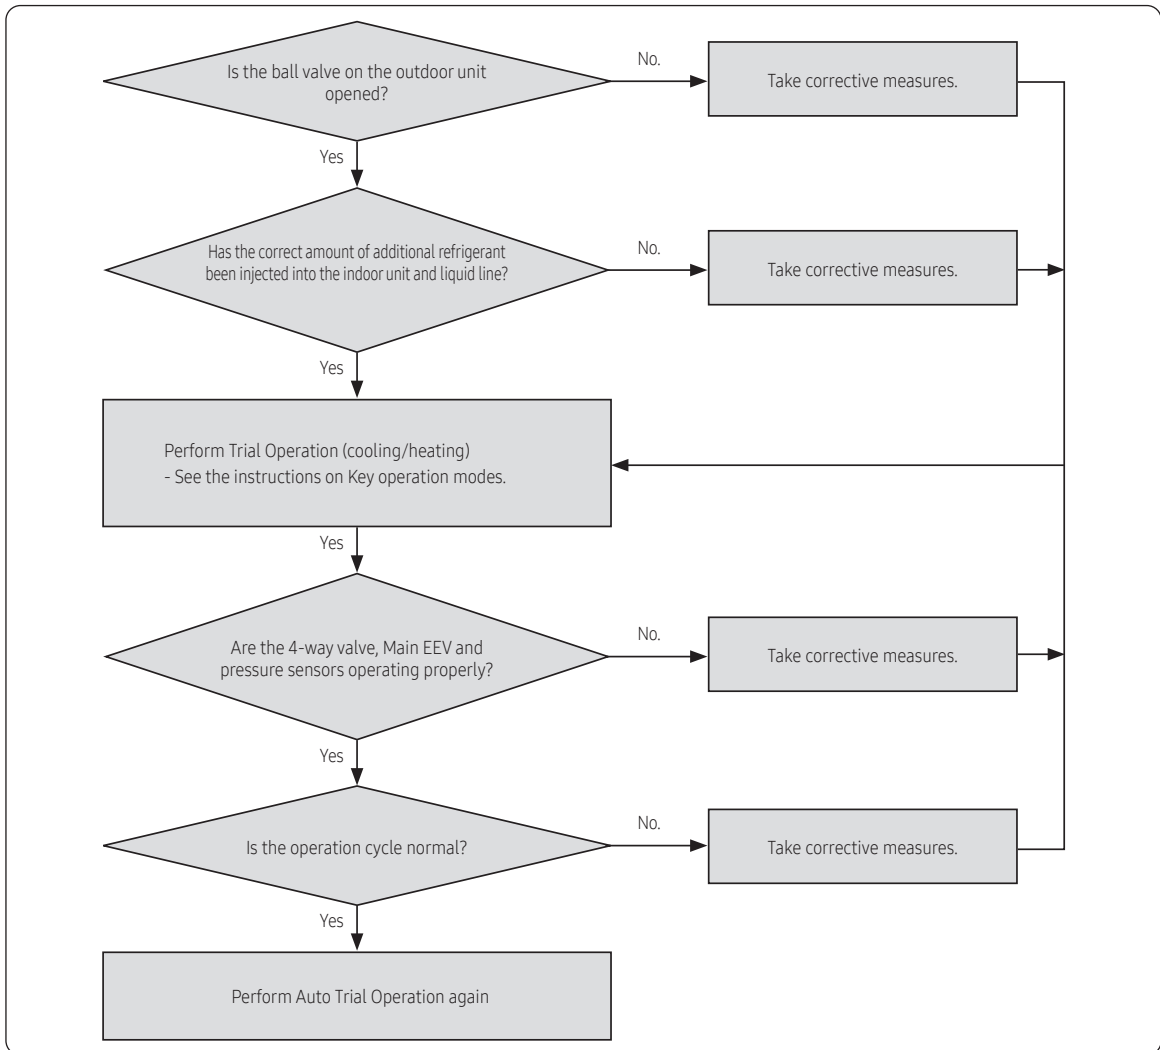 Is the ball valve on the outdoor unit
opened?
No.
Take corrective measures.
Yes
Has the correct amount of additional refrigerant
been injected into the indoor unit and liquid line?
No.
Take corrective measures.
Yes
Perform Trial Operation (cooling/heating)
- See the instructions on Key operation modes.
Yes
Are the 4-way valve, Main EEV and
pressure sensors operating properly?
No.
Take corrective measures.
Yes
Is the operation cycle normal?
No.
Take corrective measures.
Yes
Perform Auto Trial Operation again